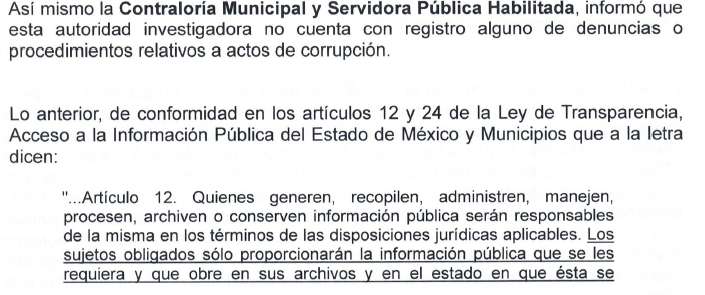 Así mismo la Contraloría Municipal y Servidora Pública Habilitada, informó que
esta autoridad investigadora no cuenta con registro alguno de denuncias o
procedimientos relativos a actos de corrupción.
Lo anterior, de conformidad en los artículos 12 y 24 de la Ley de Transparencia,
Acceso a la Información Pública del Estado de México y Municipios que a la letra
dicen:
"...Artículo 12. Quienes generen, recopilen, administren, manejen,
procesen, archiven o conserven información pública serán responsables
de la misma en los términos de las disposiciones jurídicas aplicables. Los
sujetos obligados sólo proporcionarán la información pública que se les
requiera y que obre en sus archivos y en el estado en que ésta se